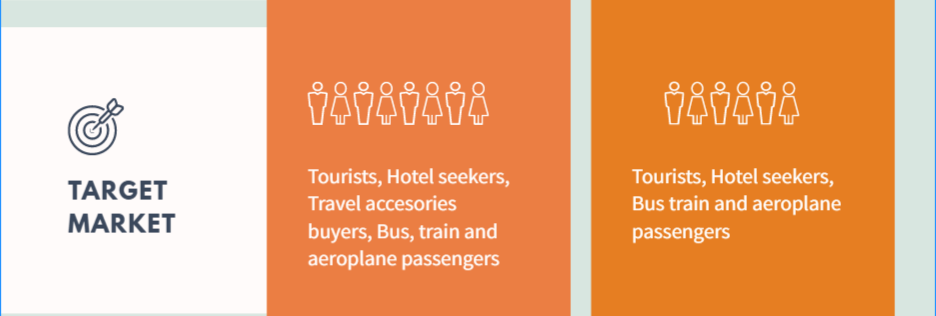 TARGET
MARKET
Tourists, Hotel seekers,
Travel accesories
buyers, Bus, train and
aeroplane passengers
Tourists, Hotel seekers,
Bus train and aeroplane
passengers